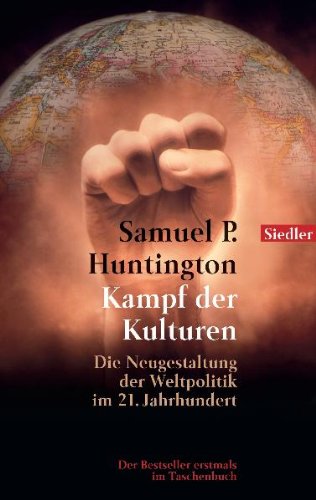 Samuel P.
Huntington
Siedler
Kampf der
Kulturen
Die Neugestaltung
der Weltpolitik
im 21. Jahrhundert
Der Bestseller erstmals
im Taschenbuch